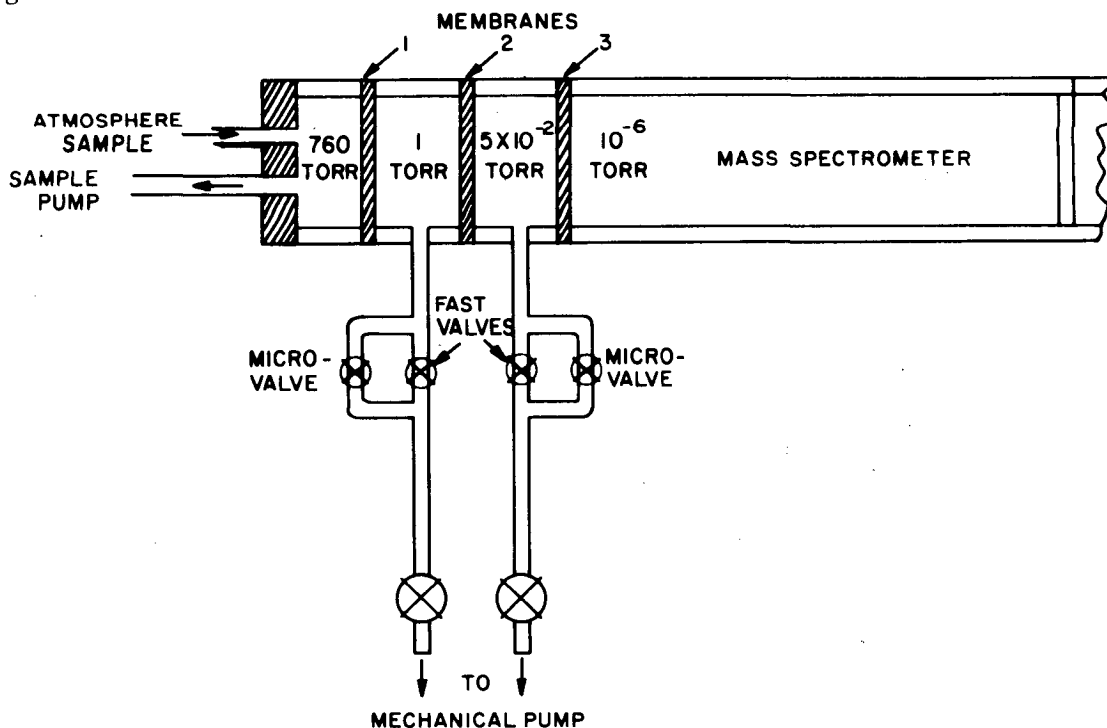 MEMBRANES
1 2 3
ATMOSPHERE
SAMPLE
SAMPLE
PUMP
760
TORR
1
TORR
5X10⁻²
TORR
10⁻⁶
TORR
MASS SPECTROMETER
FAST
VALVES
MICRO-
VALVE
MICRO-
VALVE
TO
MECHANICAL PUMP